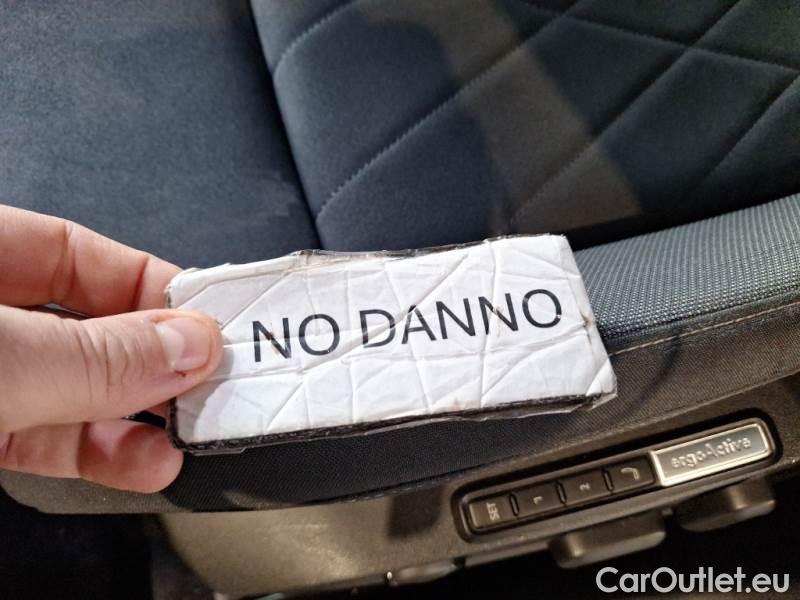 NO DANNO
SET 1 2
ergoActive
CarOutlet.eu